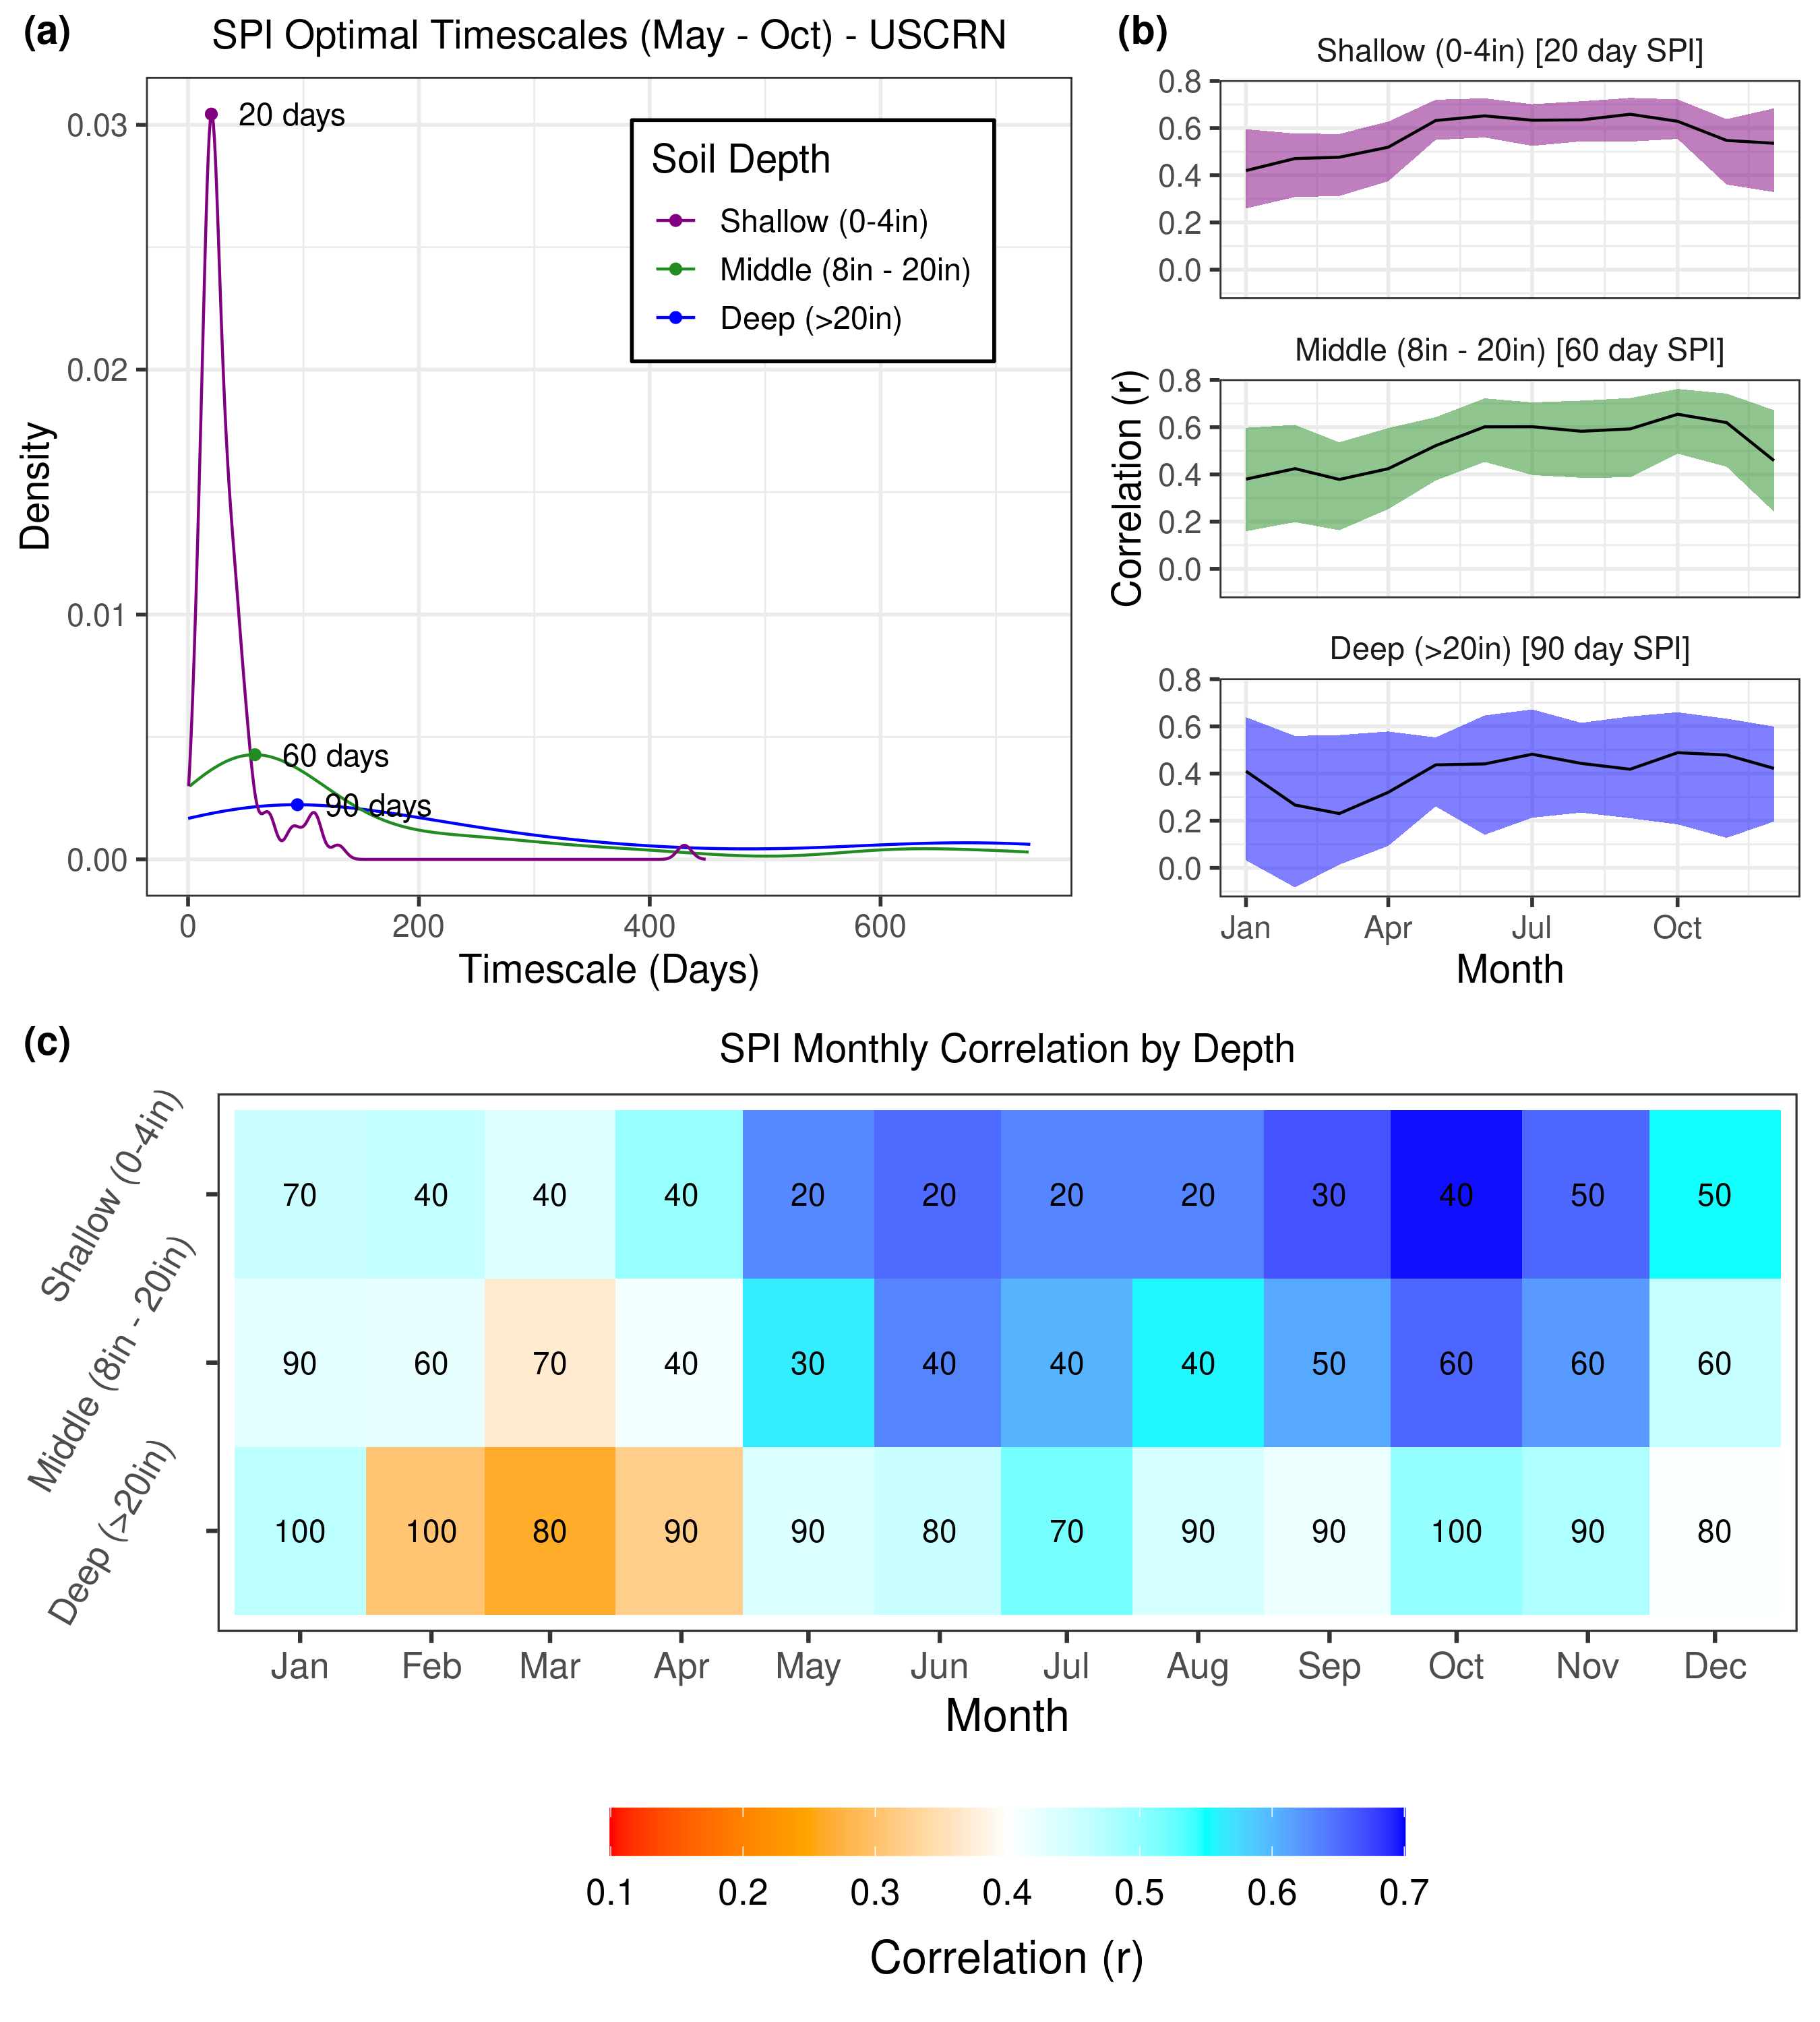 (a)
SPI Optimal Timescales (May - Oct) - USCRN
0.03
0.02
0.01
0.00
Density
20 days
60 days
90 days
Soil Depth
Shallow (0-4in)
Middle (8in - 20in)
Deep (>20in)
0 200 400 600
Timescale (Days)
(b)
Shallow (0-4in) [20 day SPI]
0.8
0.6
0.4
0.2
0.0
Middle (8in - 20in) [60 day SPI]
0.8
0.6
0.4
0.2
0.0
Correlation (r)
Deep (>20in) [90 day SPI]
0.8
0.6
0.4
0.2
0.0
Jan Apr Jul Oct
Month
(c)
SPI Monthly Correlation by Depth
Shallow (0-4in)
70 40 40 40 20 20 20 20 30 40 50 50
Middle (8in - 20in)
90 60 70 40 30 40 40 40 50 60 60 60
Deep (>20in)
100 100 80 90 90 80 70 90 90 100 90 80
Jan Feb Mar Apr May Jun Jul Aug Sep Oct Nov Dec
Month
0.1 0.2 0.3 0.4 0.5 0.6 0.7
Correlation (r)